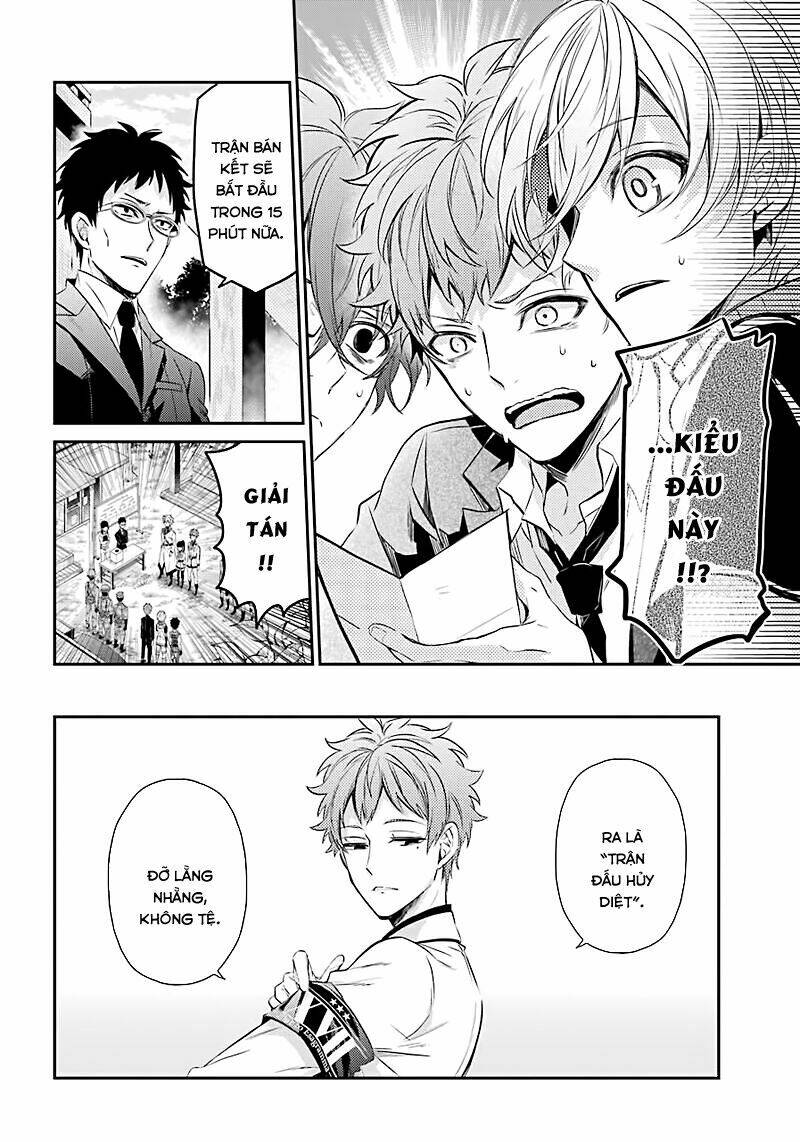 ...KIỂU
ĐẤU
NÀY
!!?
TRẬN BÁN
KẾT SẼ
BẮT ĐẦU
TRONG 15
PHÚT NỮA.
GIẢI
TÁN
!!
RA LÀ
"TRẬN
ĐẤU HỦY
DIỆT".
ĐỠ LẰNG
NHẰNG,
KHÔNG TỆ.